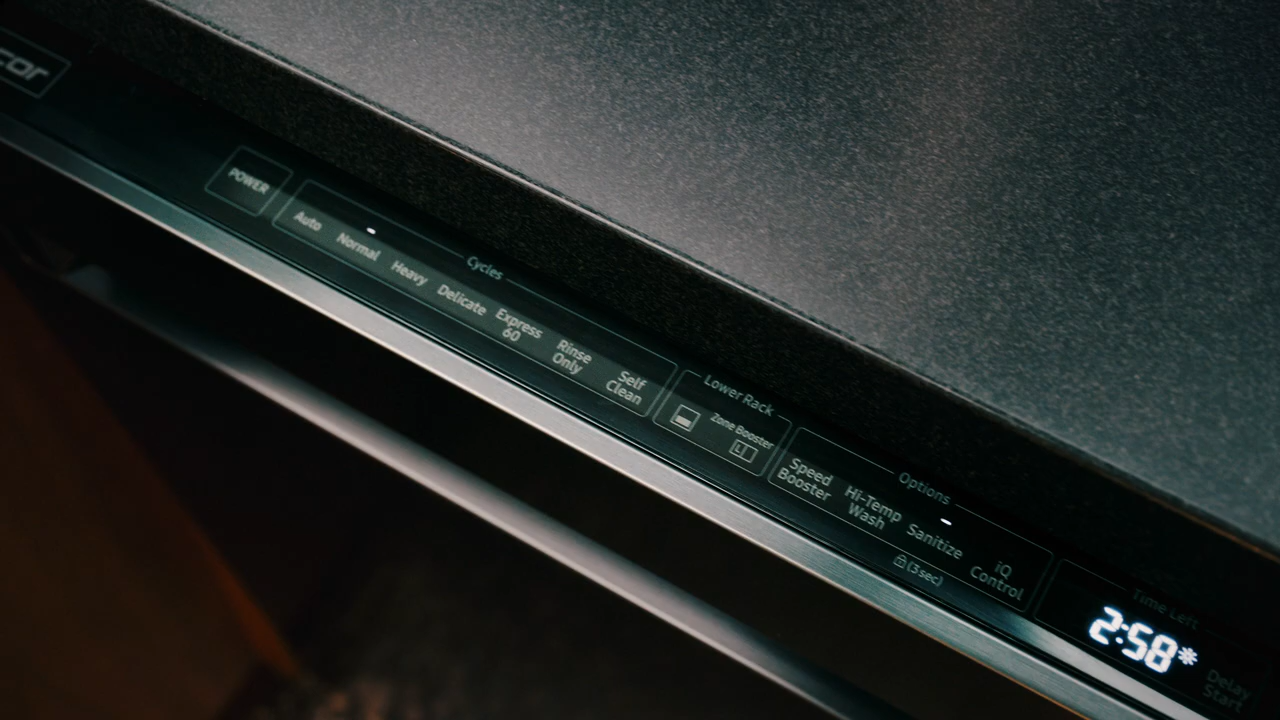 cor
POWER
Cycles
Auto
Normal
Heavy
Delicate
Express
60
Rinse
Only
Self
Clean
Lower Rack
Zone Booster
Options
Speed
Booster
Hi-Temp
Wash
Sanitize
(3sec)
iQ
Control
Time Left
2:58
Delay
Start